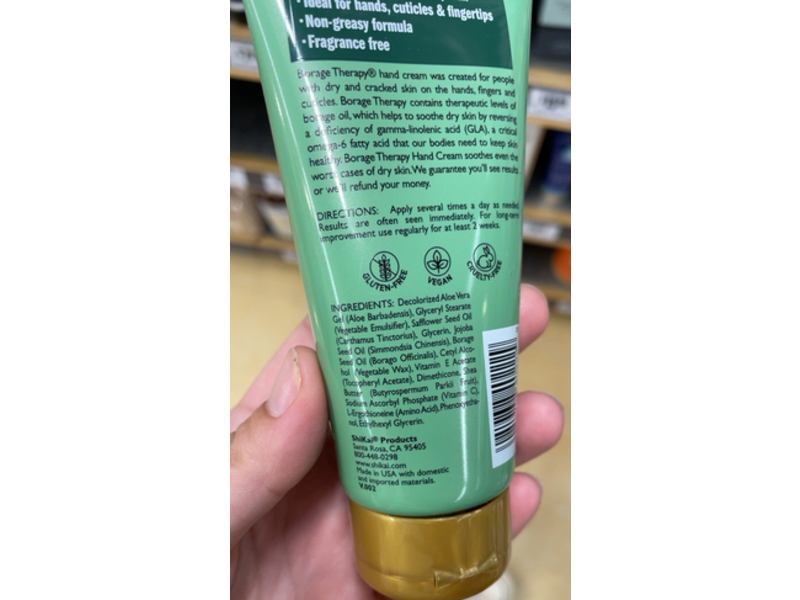 • Ideal for hands, cuticles & fingertips
• Non-greasy formula
• Fragrance free
Borage Therapy® hand cream was created for people
with dry and cracked skin on the hands, fingers and
cuticles. Borage Therapy contains therapeutic levels of
borage oil, which helps to soothe dry skin by reversing
a deficiency of gamma-linolenic acid (GLA), a critical
omega-6 fatty acid that our bodies need to keep skin
healthy. Borage Therapy Hand Cream soothes even the
worst cases of dry skin. We guarantee you'll see results
or we'll refund your money.
DIRECTIONS: Apply several times a day as needed.
Results are often seen immediately. For long-term
improvement use regularly for at least 2 weeks.
GLUTEN-FREE
VEGAN
CRUELTY-FREE
INGREDIENTS: Decolorized Aloe Vera
Gel (Aloe Barbadensis), Glyceryl Stearate
(Vegetable Emulsifier), Safflower Seed Oil
(Carthamus Tinctorius), Glycerin, Jojoba
Seed Oil (Simmondsia Chinensis), Borage
Seed Oil (Borago Officinalis), Cetyl Alco-
hol (Vegetable Wax), Vitamin E Acetate
(Tocopheryl Acetate), Dimethicone, Shea
Butter (Butyrospermum Parkii Fruit),
Sodium Ascorbyl Phosphate (Vitamin C),
L-Ergothioneine (Amino Acid), Phenoxyetha-
nol, Ethylhexyl Glycerin.
ShiKai® Products
Santa Rosa, CA 95405
800-448-0298
www.shikai.com
Made in USA with domestic
and imported materials.
V.002